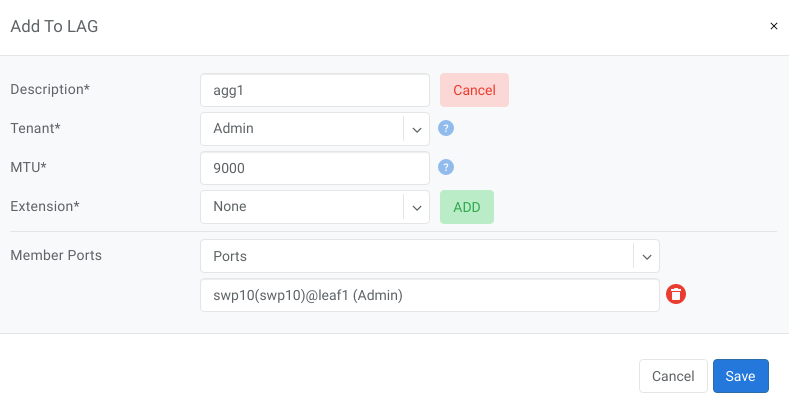 Add To LAG ×
Description* agg1 Cancel
Tenant* Admin ?
MTU* 9000 ?
Extension* None ADD
Member Ports Ports
swp10(swp10)@leaf1 (Admin)
Cancel Save